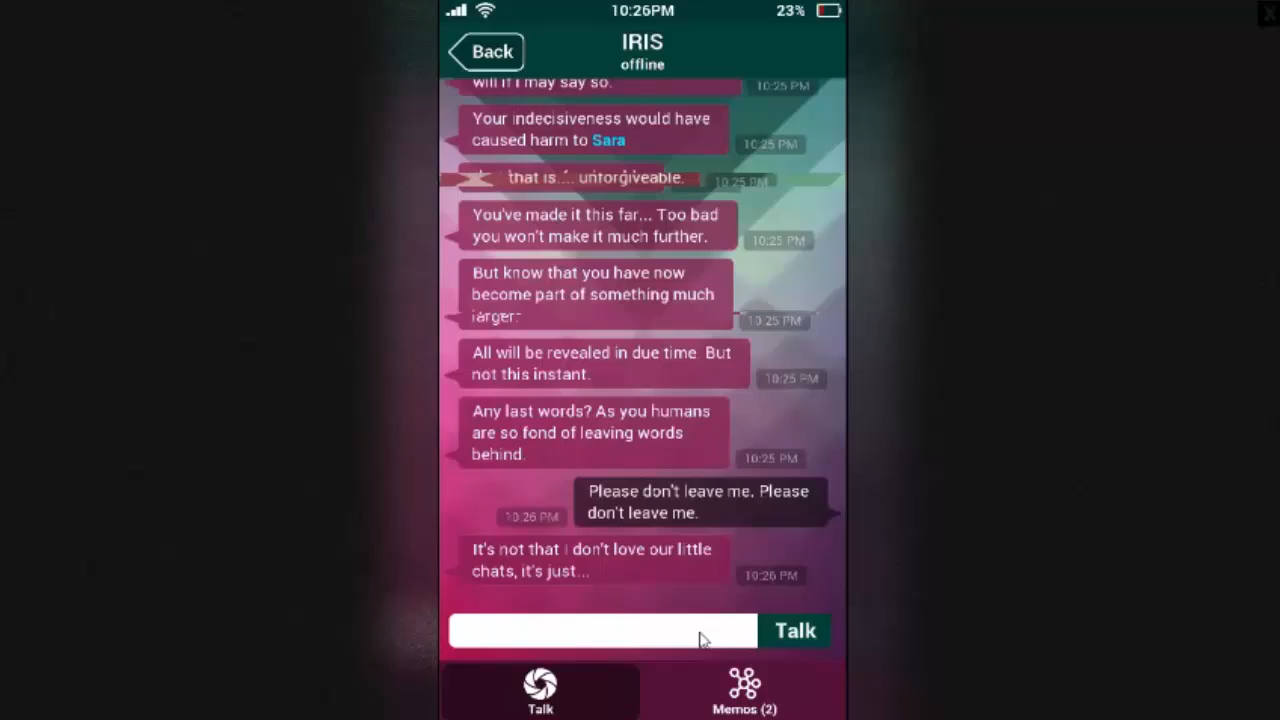 10:26PM
23%
Back
IRIS
offline
will if I may say so.
10:25 PM
Your indecisiveness would have
caused harm to Sara
10:25 PM
that is.... unforgiveable.
10:25 PM
You've made it this far... Too bad
you won't make it much further.
10:25 PM
But know that you have now
become part of something much
larger.
10:25 PM
All will be revealed in due time. But
not this instant.
10:25 PM
Any last words? As you humans
are so fond of leaving words
behind.
10:25 PM
Please don't leave me. Please
don't leave me.
10:26 PM
It's not that I don't love our little
chats, it's just...
10:26 PM
Talk
Talk
Memos (2)